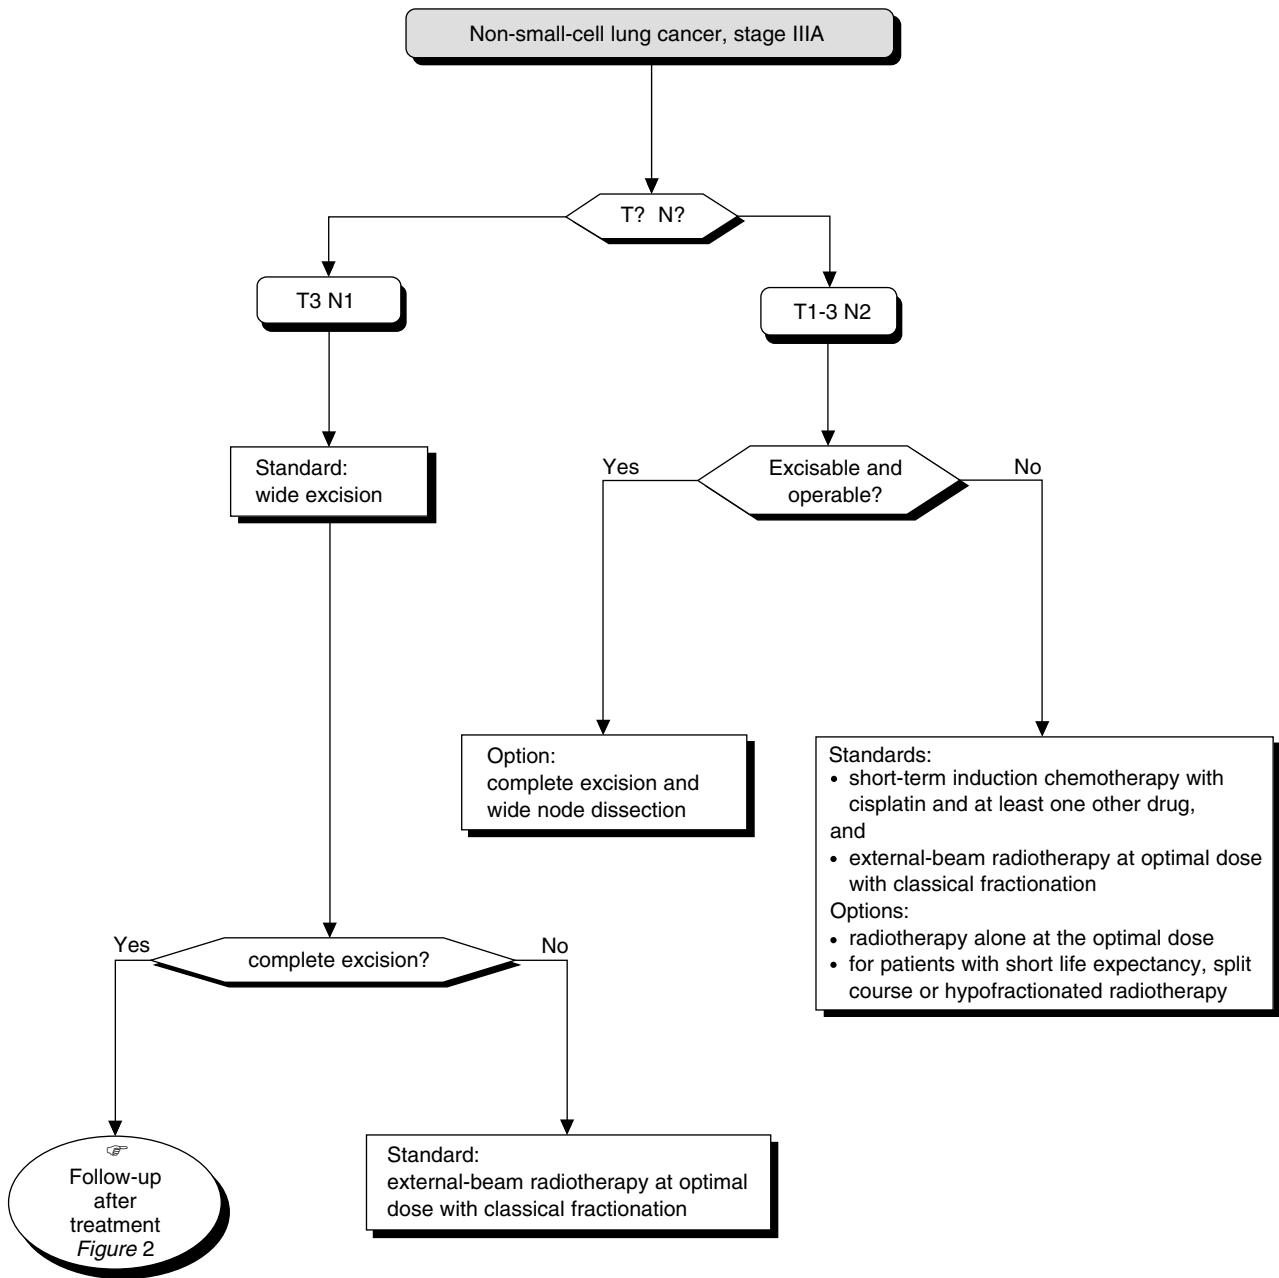 Non-small-cell lung cancer, stage IIIA
T? N?
T3 N1
T1-3 N2
Standard:
wide excision
Yes
Excisable and
operable?
No
Option:
complete excision and
wide node dissection
Standards:
• short-term induction chemotherapy with
cisplatin and at least one other drug,
and
• external-beam radiotherapy at optimal dose
with classical fractionation
Options:
• radiotherapy alone at the optimal dose
• for patients with short life expectancy, split
course or hypofractionated radiotherapy
Yes
complete excision?
No
☞
Follow-up
after
treatment
Figure 2
Standard:
external-beam radiotherapy at optimal
dose with classical fractionation